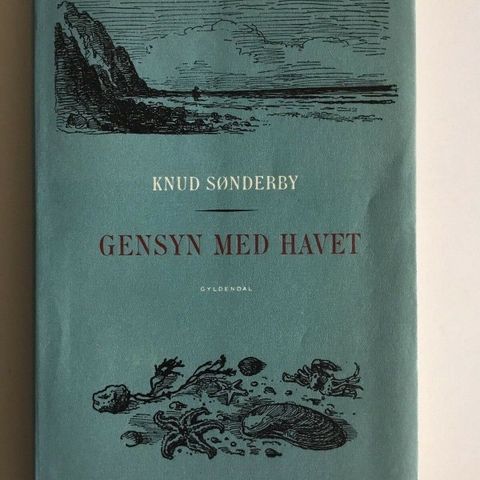 KNUD SØNDERBY
GENSYN MED HAVET
GYLDENDAL